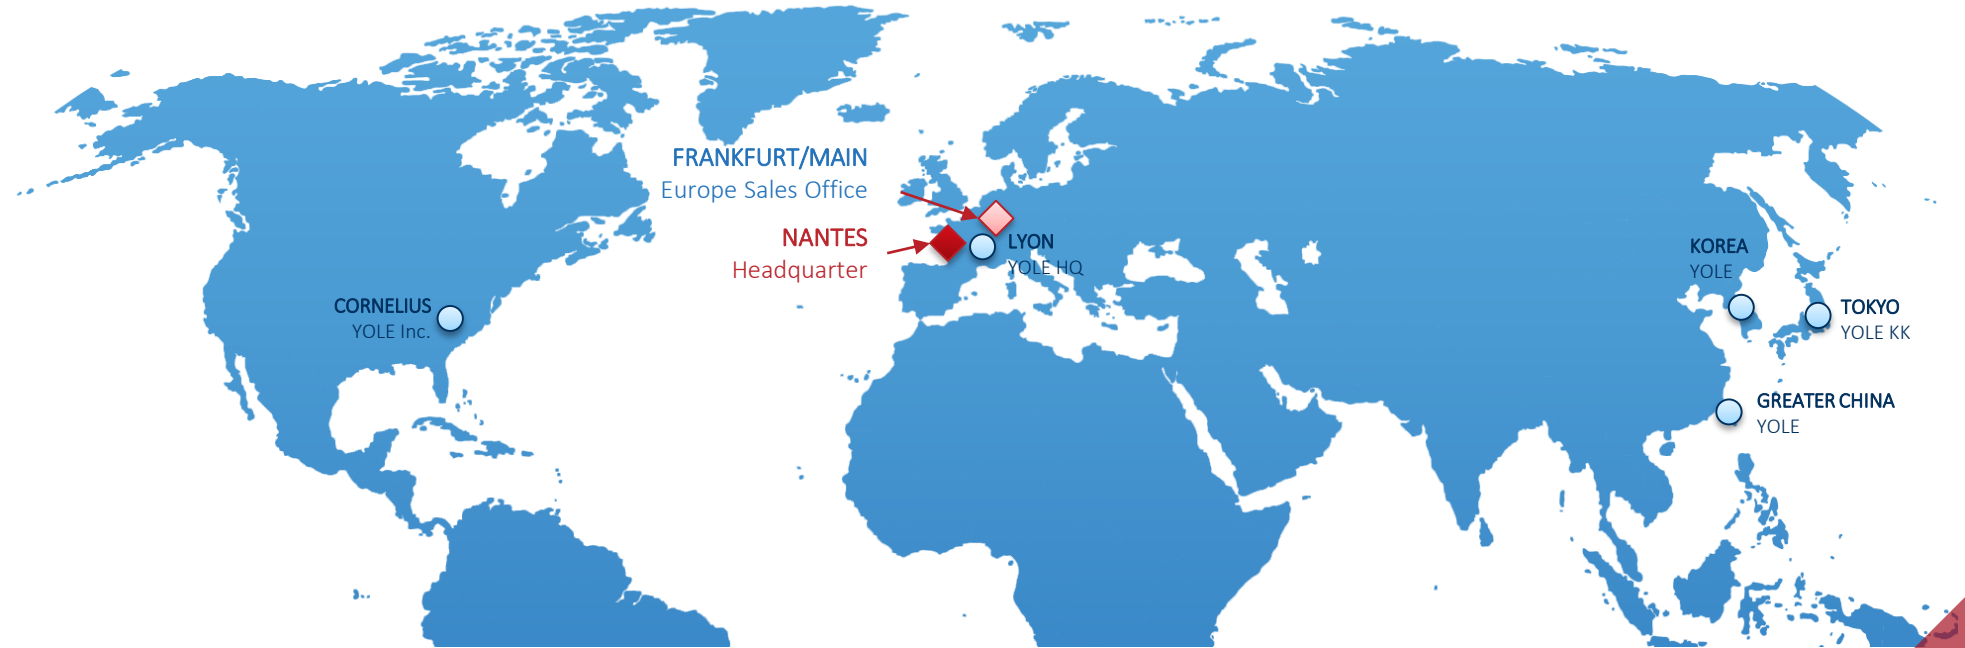 FRANKFURT/MAIN
Europe Sales Office
NANTES
Headquarter
LYON
YOLE HQ
CORNELIUS
YOLE Inc.
KOREA
YOLE
TOKYO
YOLE KK
GREATER CHINA
YOLE